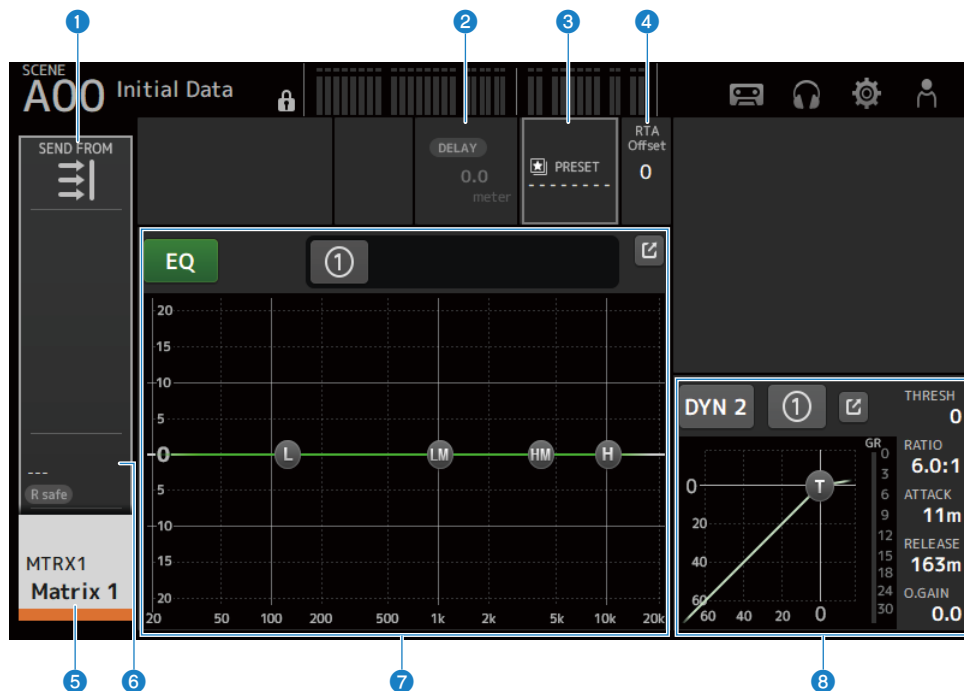 1 2 3 4
SCENE
A00 Initial Data
SEND FROM
DELAY
0.0
meter
PRESET
---------
RTA
Offset
0
EQ 1
20
15
10
5
0
5
10
15
20
L LM HM H
20 50 100 200 500 1k 2k 5k 10k 20k
---
R safe
MTRX1
Matrix 1
DYN 2 1
THRESH
0
RATIO
6.0:1
ATTACK
11m
RELEASE
163m
O.GAIN
0.0
GR
0
3
6
9
12
15
18
24
30
T
0
20
40
60
60 40 20 0
5 6 7 8